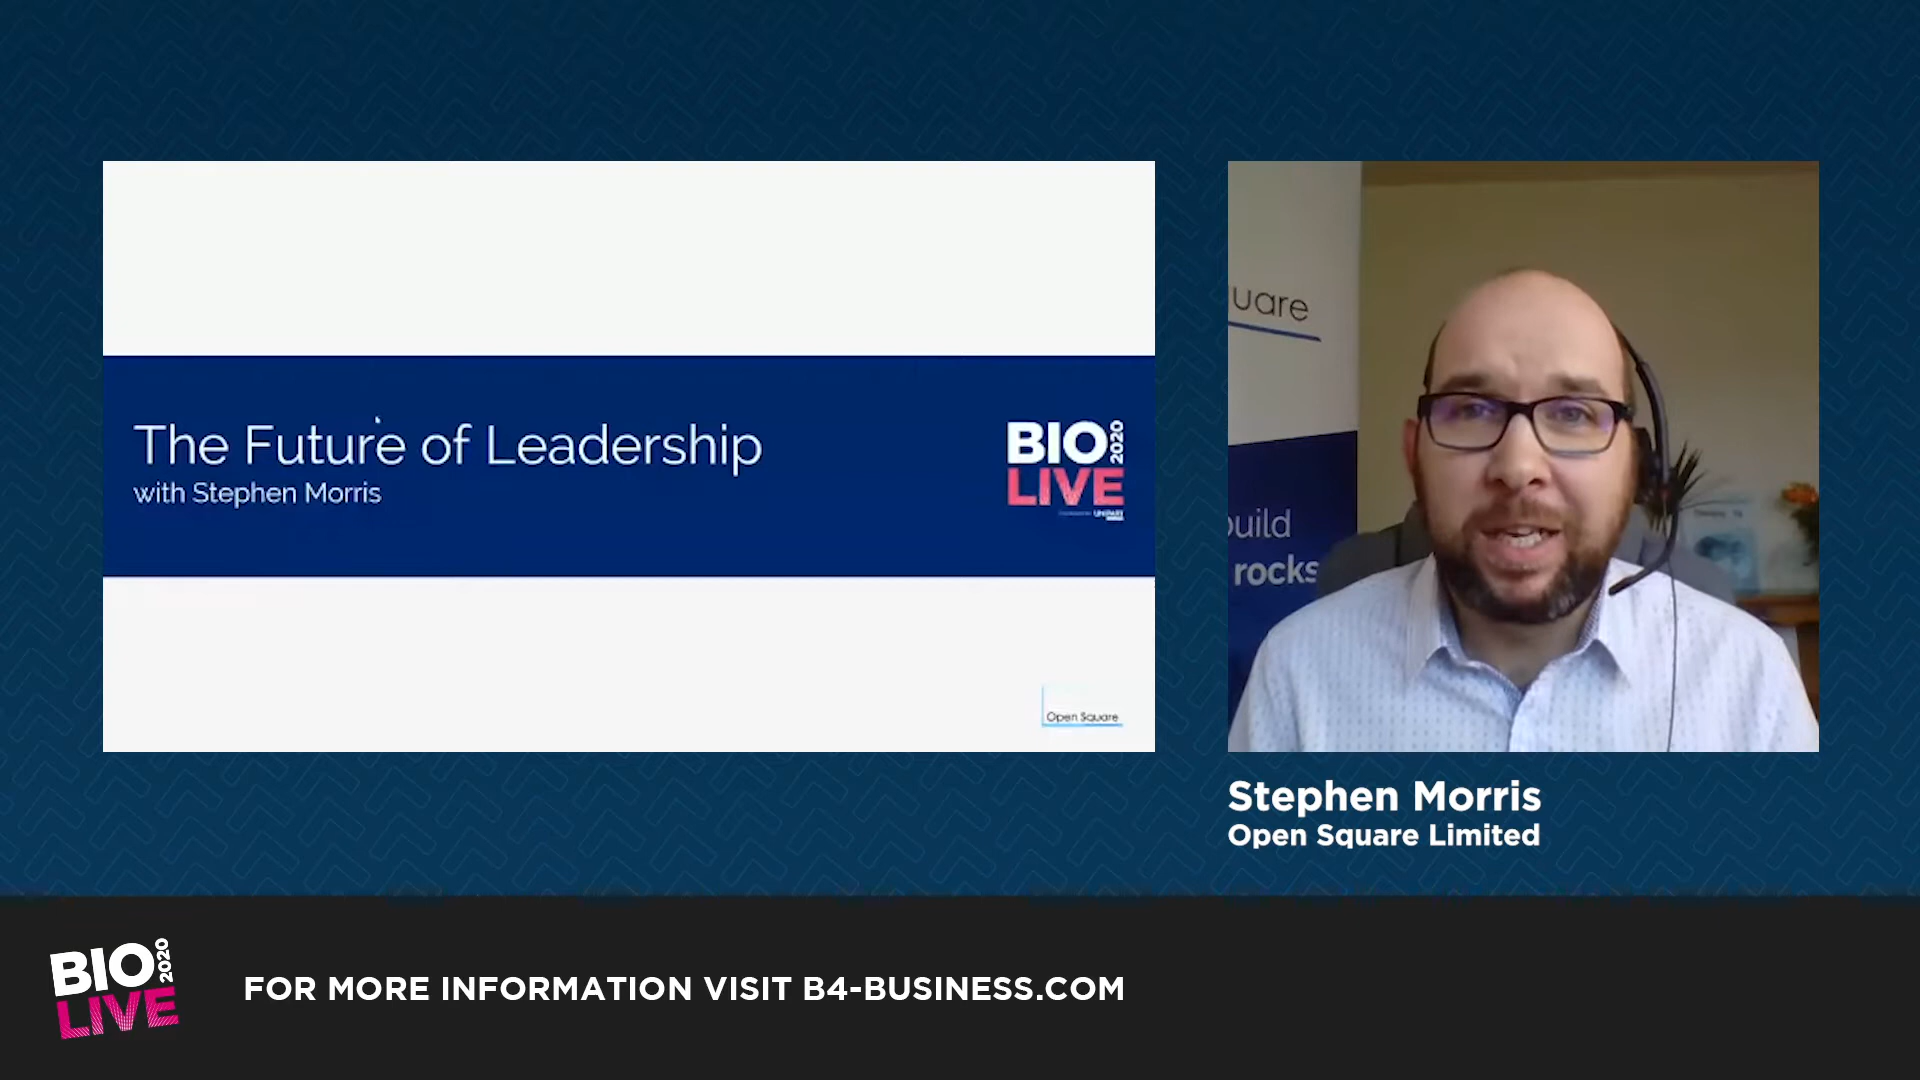 The Future of Leadership
with Stephen Morris
BIO 2020
LIVE
Open Square
uare
build
rocks
Stephen Morris
Open Square Limited
BIO 2020
LIVE
FOR MORE INFORMATION VISIT B4-BUSINESS.COM